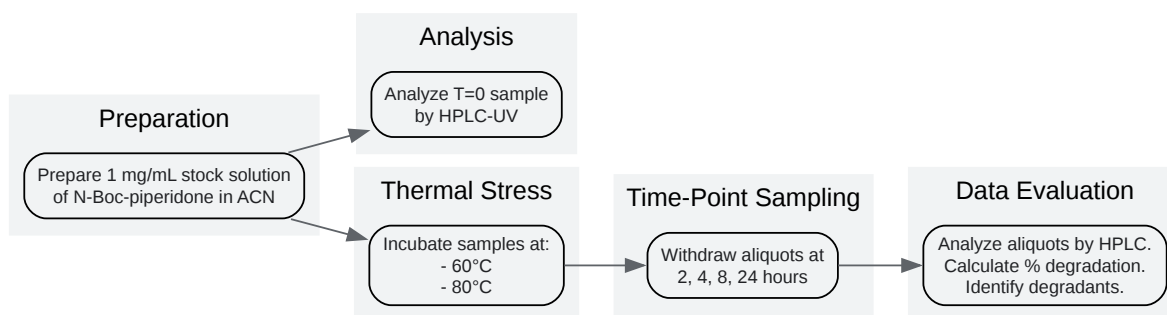 Preparation
Prepare 1 mg/mL stock solution
of N-Boc-piperidone in ACN
Analysis
Analyze T=0 sample
by HPLC-UV
Thermal Stress
Incubate samples at:
- 60°C
- 80°C
Time-Point Sampling
Withdraw aliquots at
2, 4, 8, 24 hours
Data Evaluation
Analyze aliquots by HPLC.
Calculate % degradation.
Identify degradants.